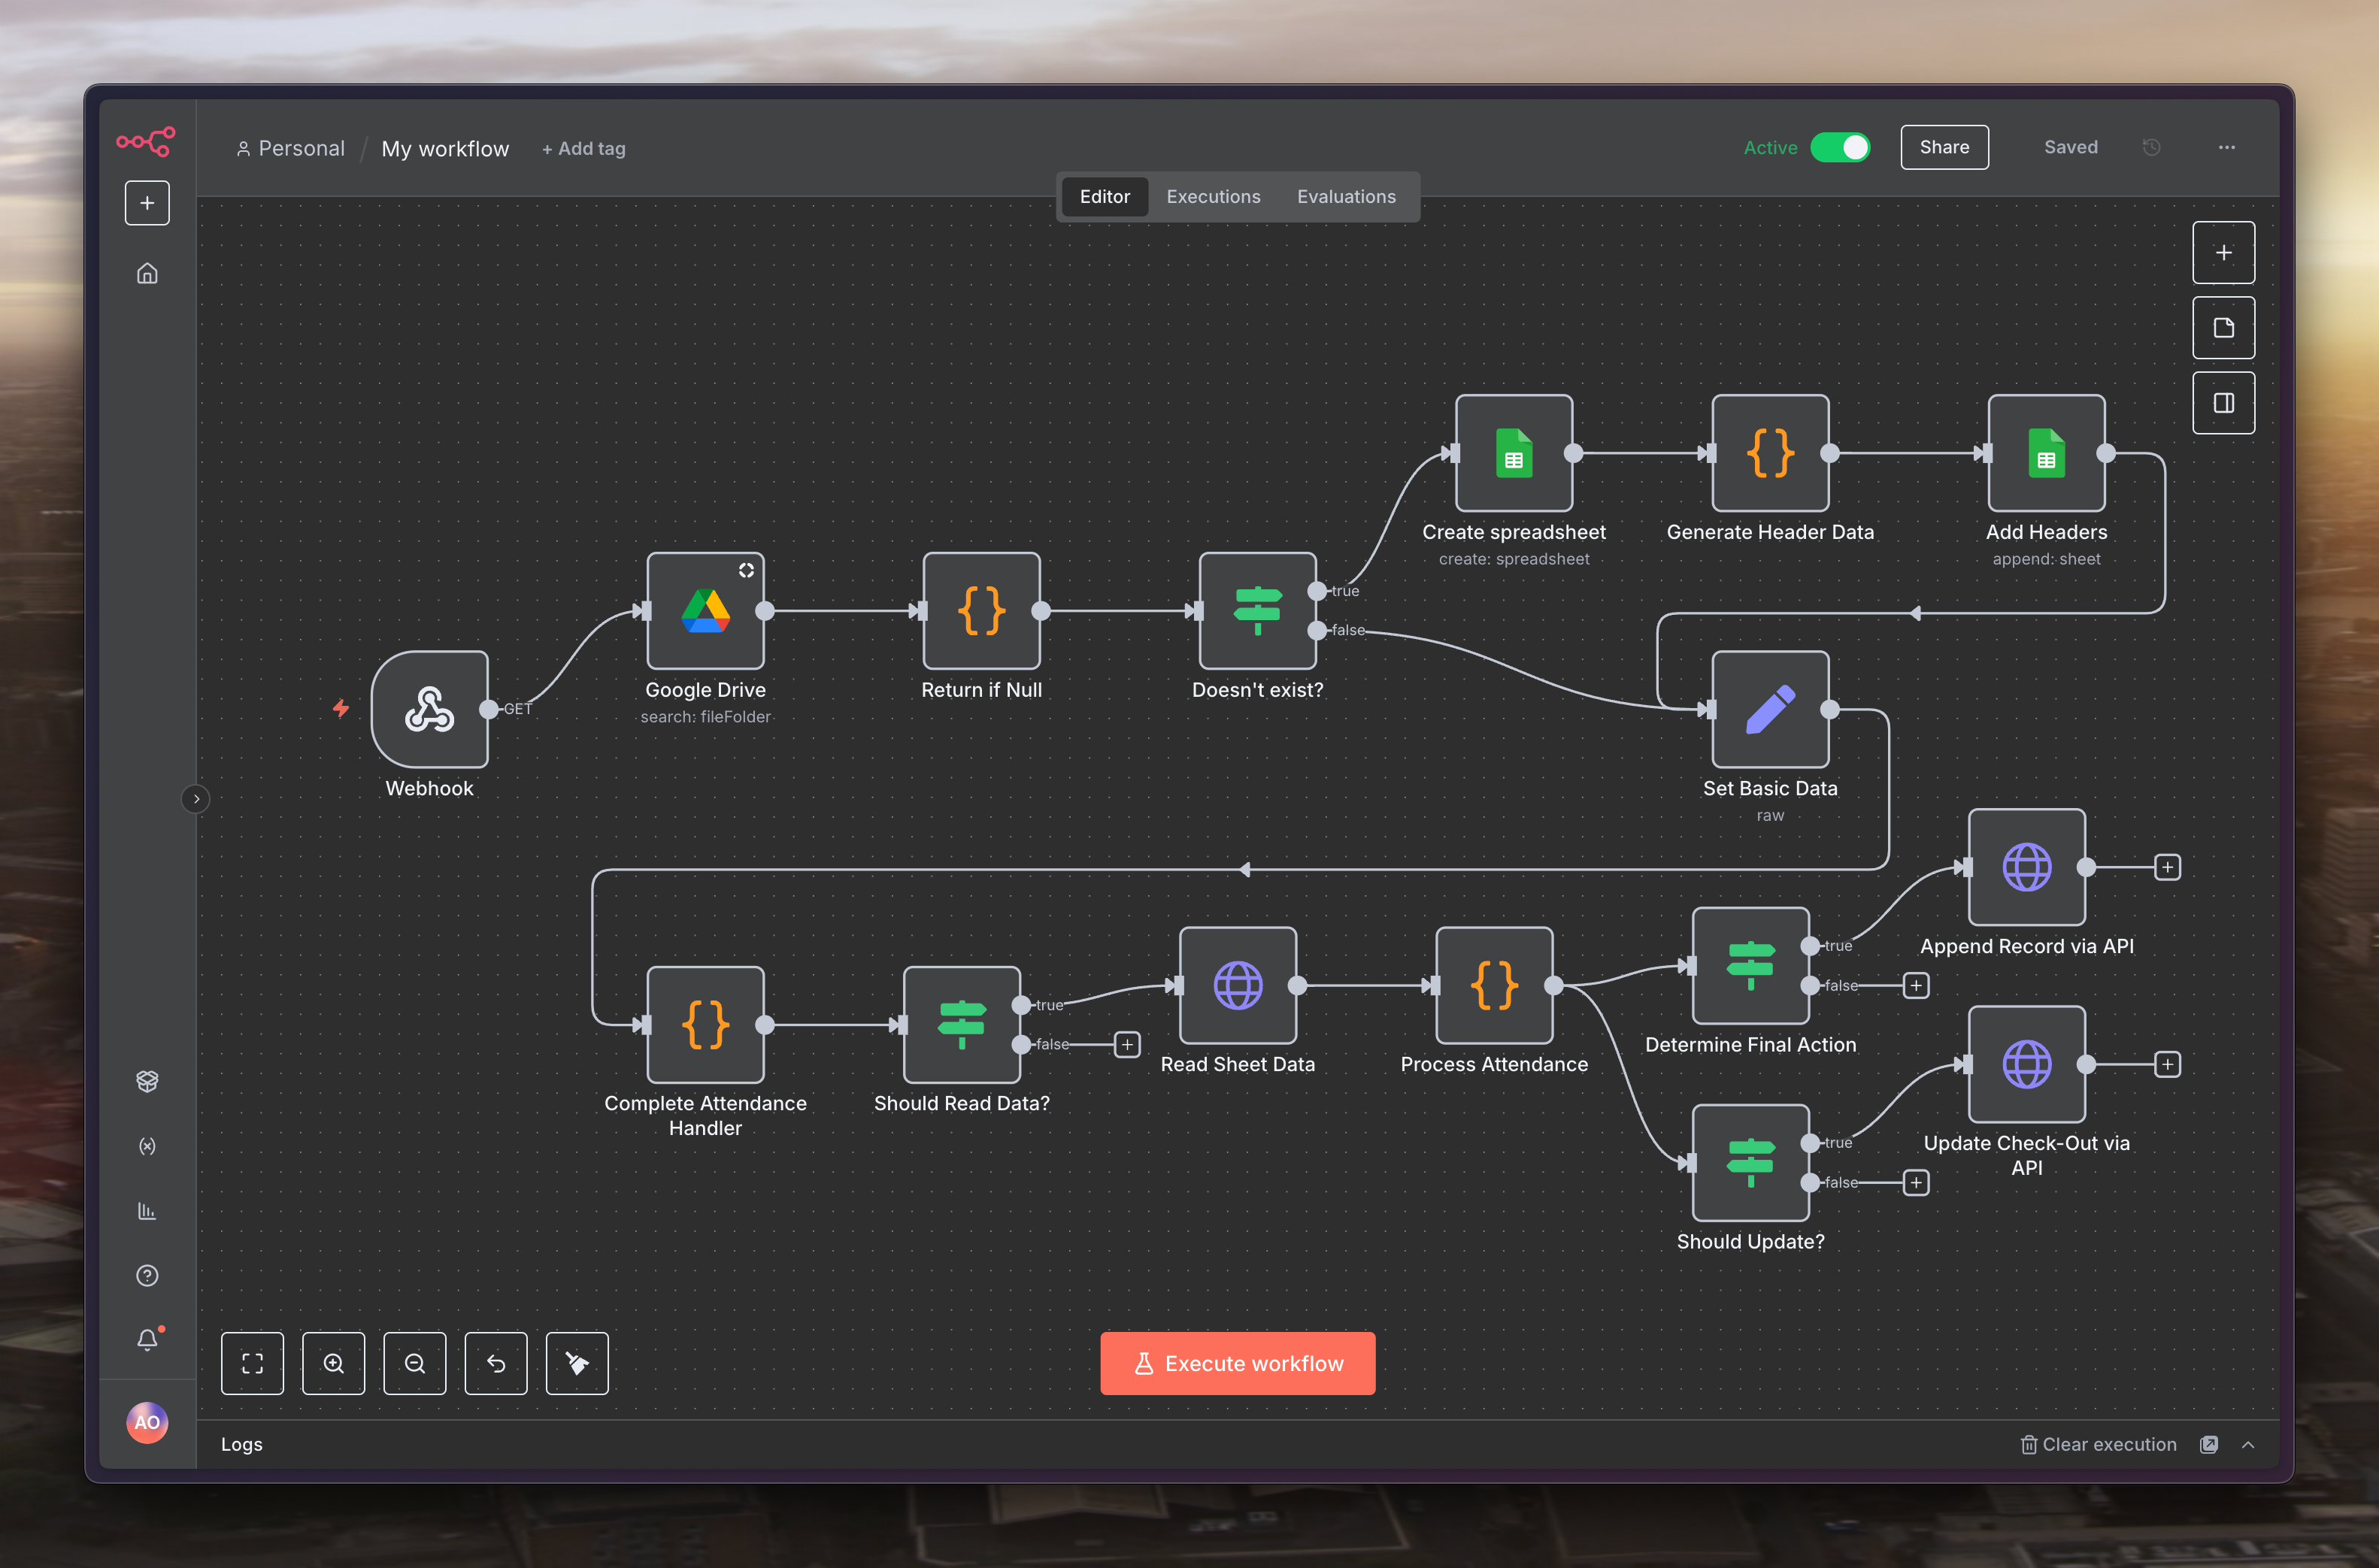 Personal / My workflow + Add tag
Active Share Saved
Editor Executions Evaluations
Create spreadsheet
create: spreadsheet
Generate Header Data
Add Headers
append: sheet
true
false
Google Drive
search: fileFolder
Return if Null
Doesn't exist?
GET
Webhook
Set Basic Data
raw
Append Record via API
true
false
Determine Final Action
true
false
Read Sheet Data
Process Attendance
Complete Attendance
Handler
Should Read Data?
true
false
Update Check-Out via
API
Should Update?
Execute workflow
AO
Logs
Clear execution